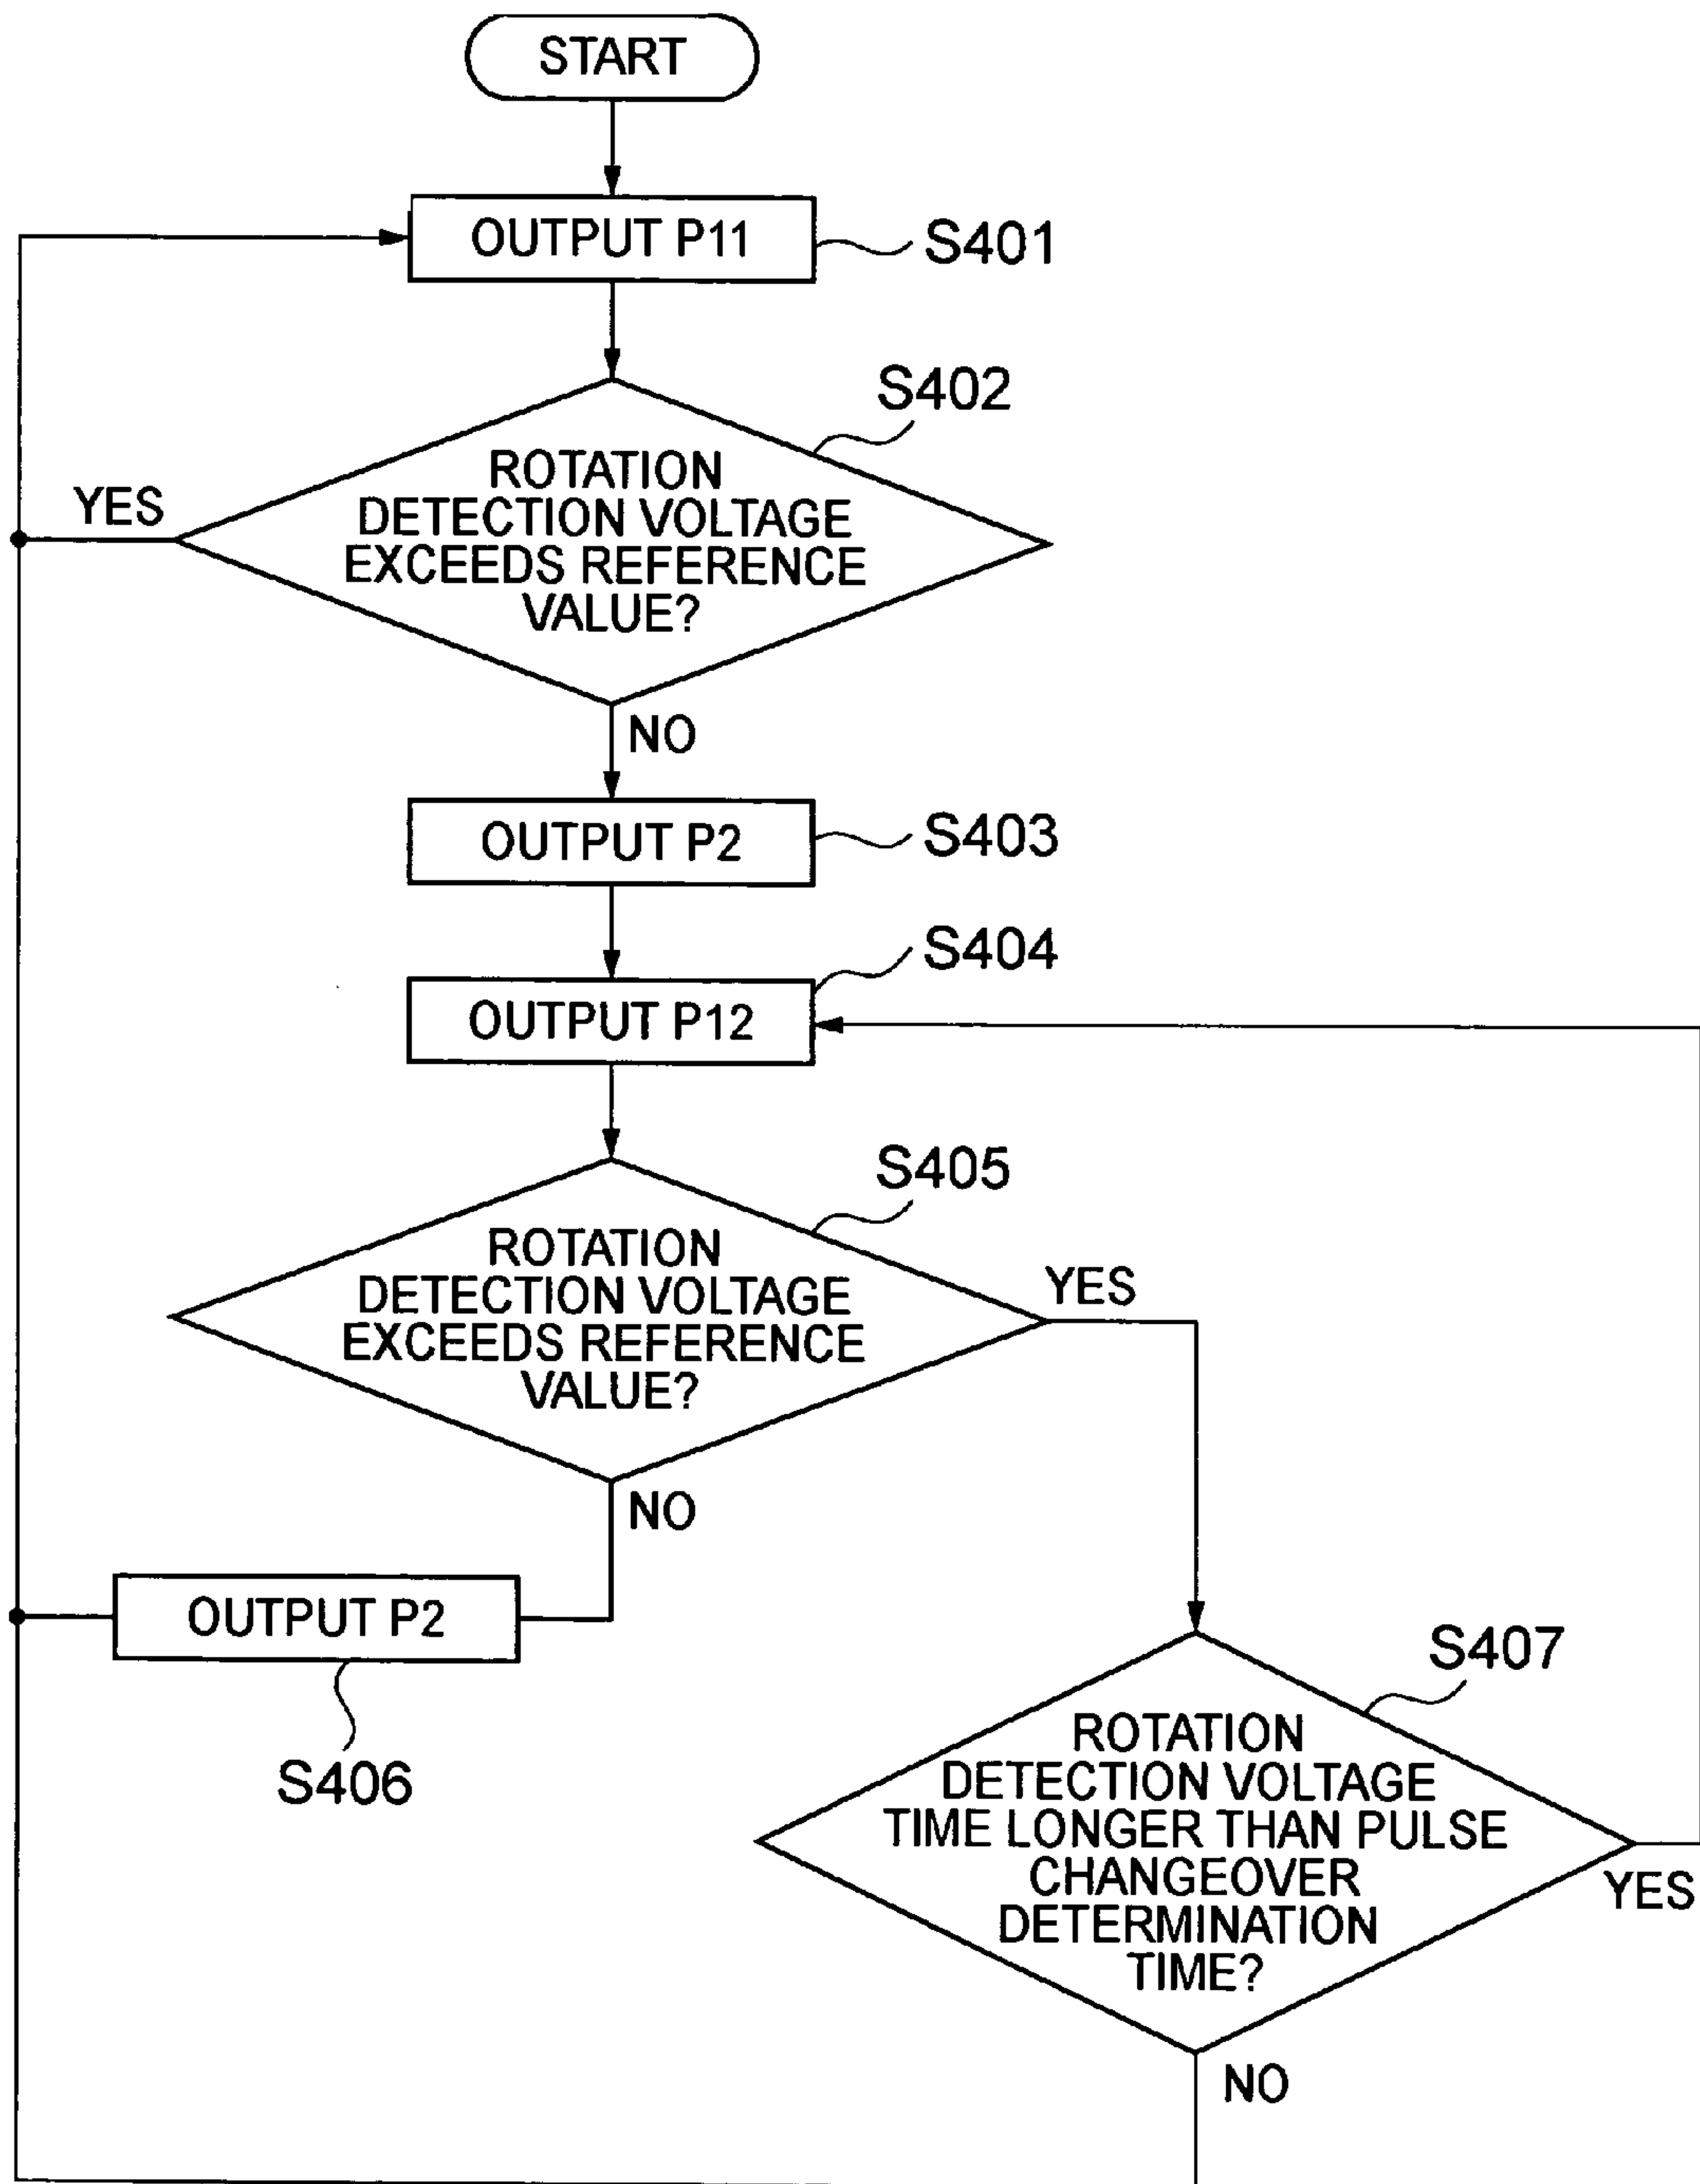 START
OUTPUT P11
S401
S402
ROTATION
DETECTION VOLTAGE
EXCEEDS REFERENCE
VALUE?
YES
NO
OUTPUT P2
S403
S404
OUTPUT P12
S405
ROTATION
DETECTION VOLTAGE
EXCEEDS REFERENCE
VALUE?
YES
NO
OUTPUT P2
S406
S407
ROTATION
DETECTION VOLTAGE
TIME LONGER THAN PULSE
CHANGEOVER
DETERMINATION
TIME?
YES
NO